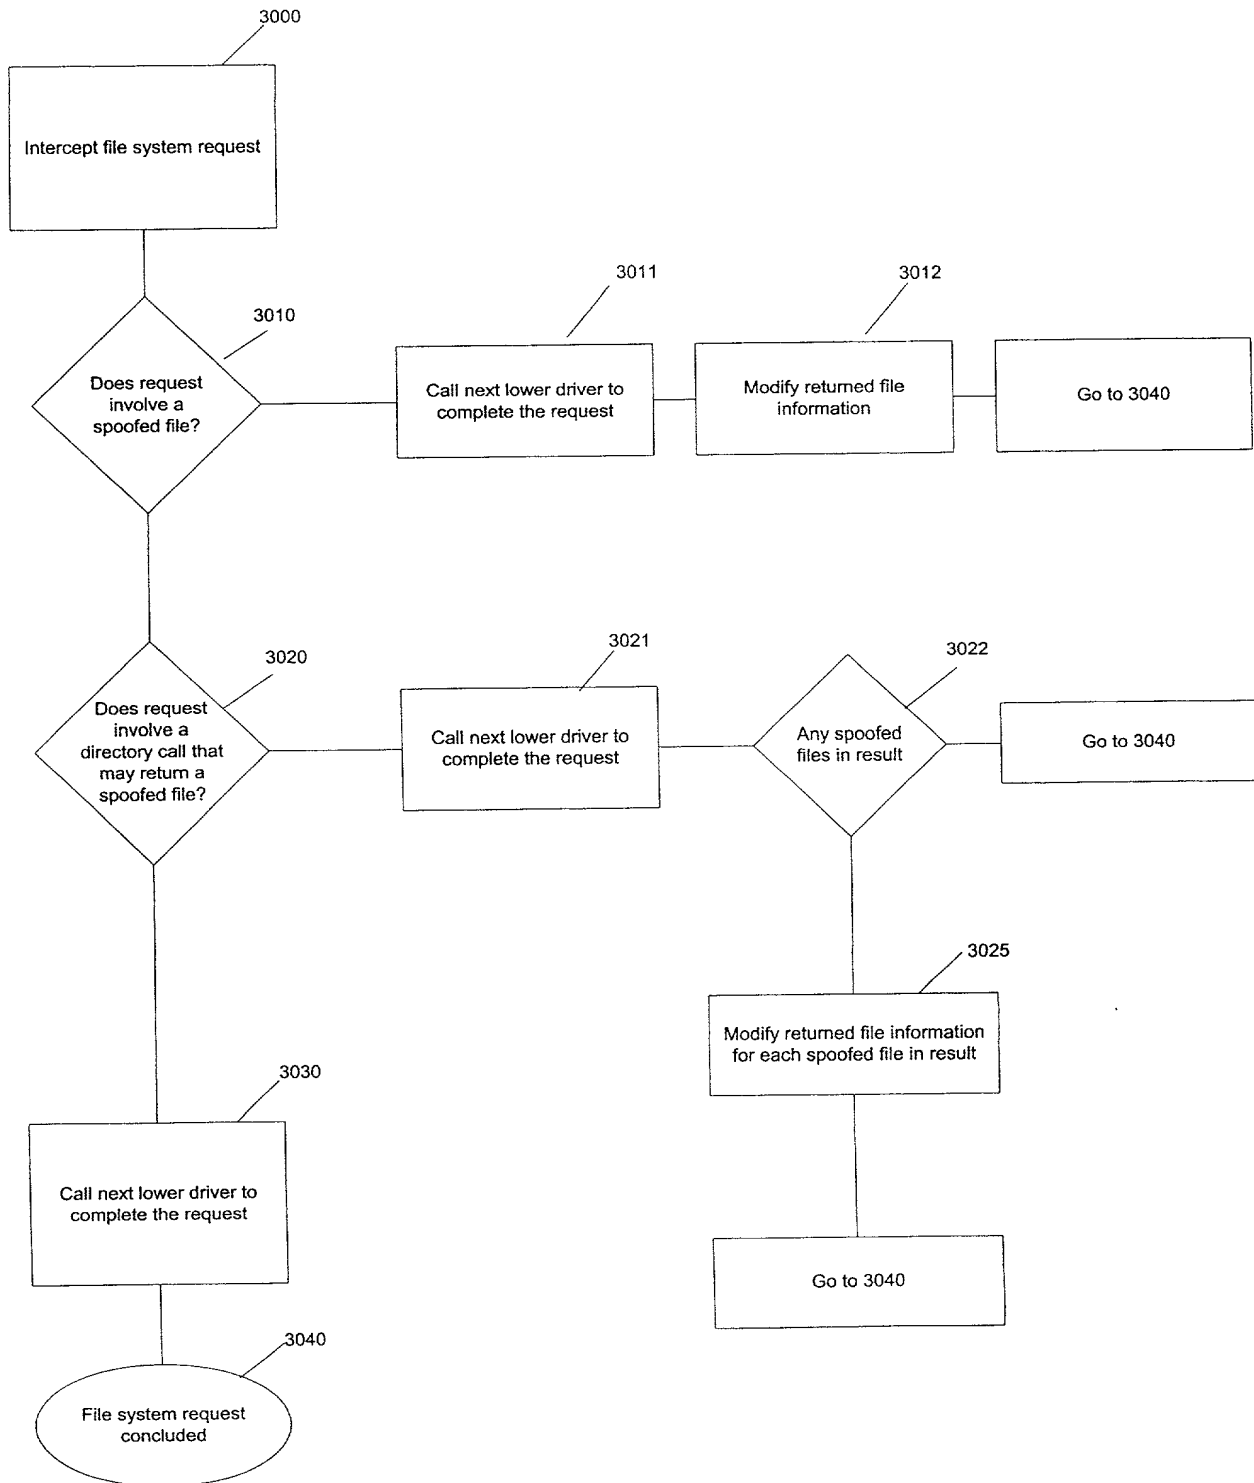 3000
Intercept file system request
3010
Does request
involve a
spoofed file?
3011
Call next lower driver to
complete the request
3012
Modify returned file
information
Go to 3040
3020
Does request
involve a
directory call that
may return a
spoofed file?
3021
Call next lower driver to
complete the request
3022
Any spoofed
files in result
Go to 3040
3025
Modify returned file information
for each spoofed file in result
Go to 3040
3030
Call next lower driver to
complete the request
3040
File system request
concluded